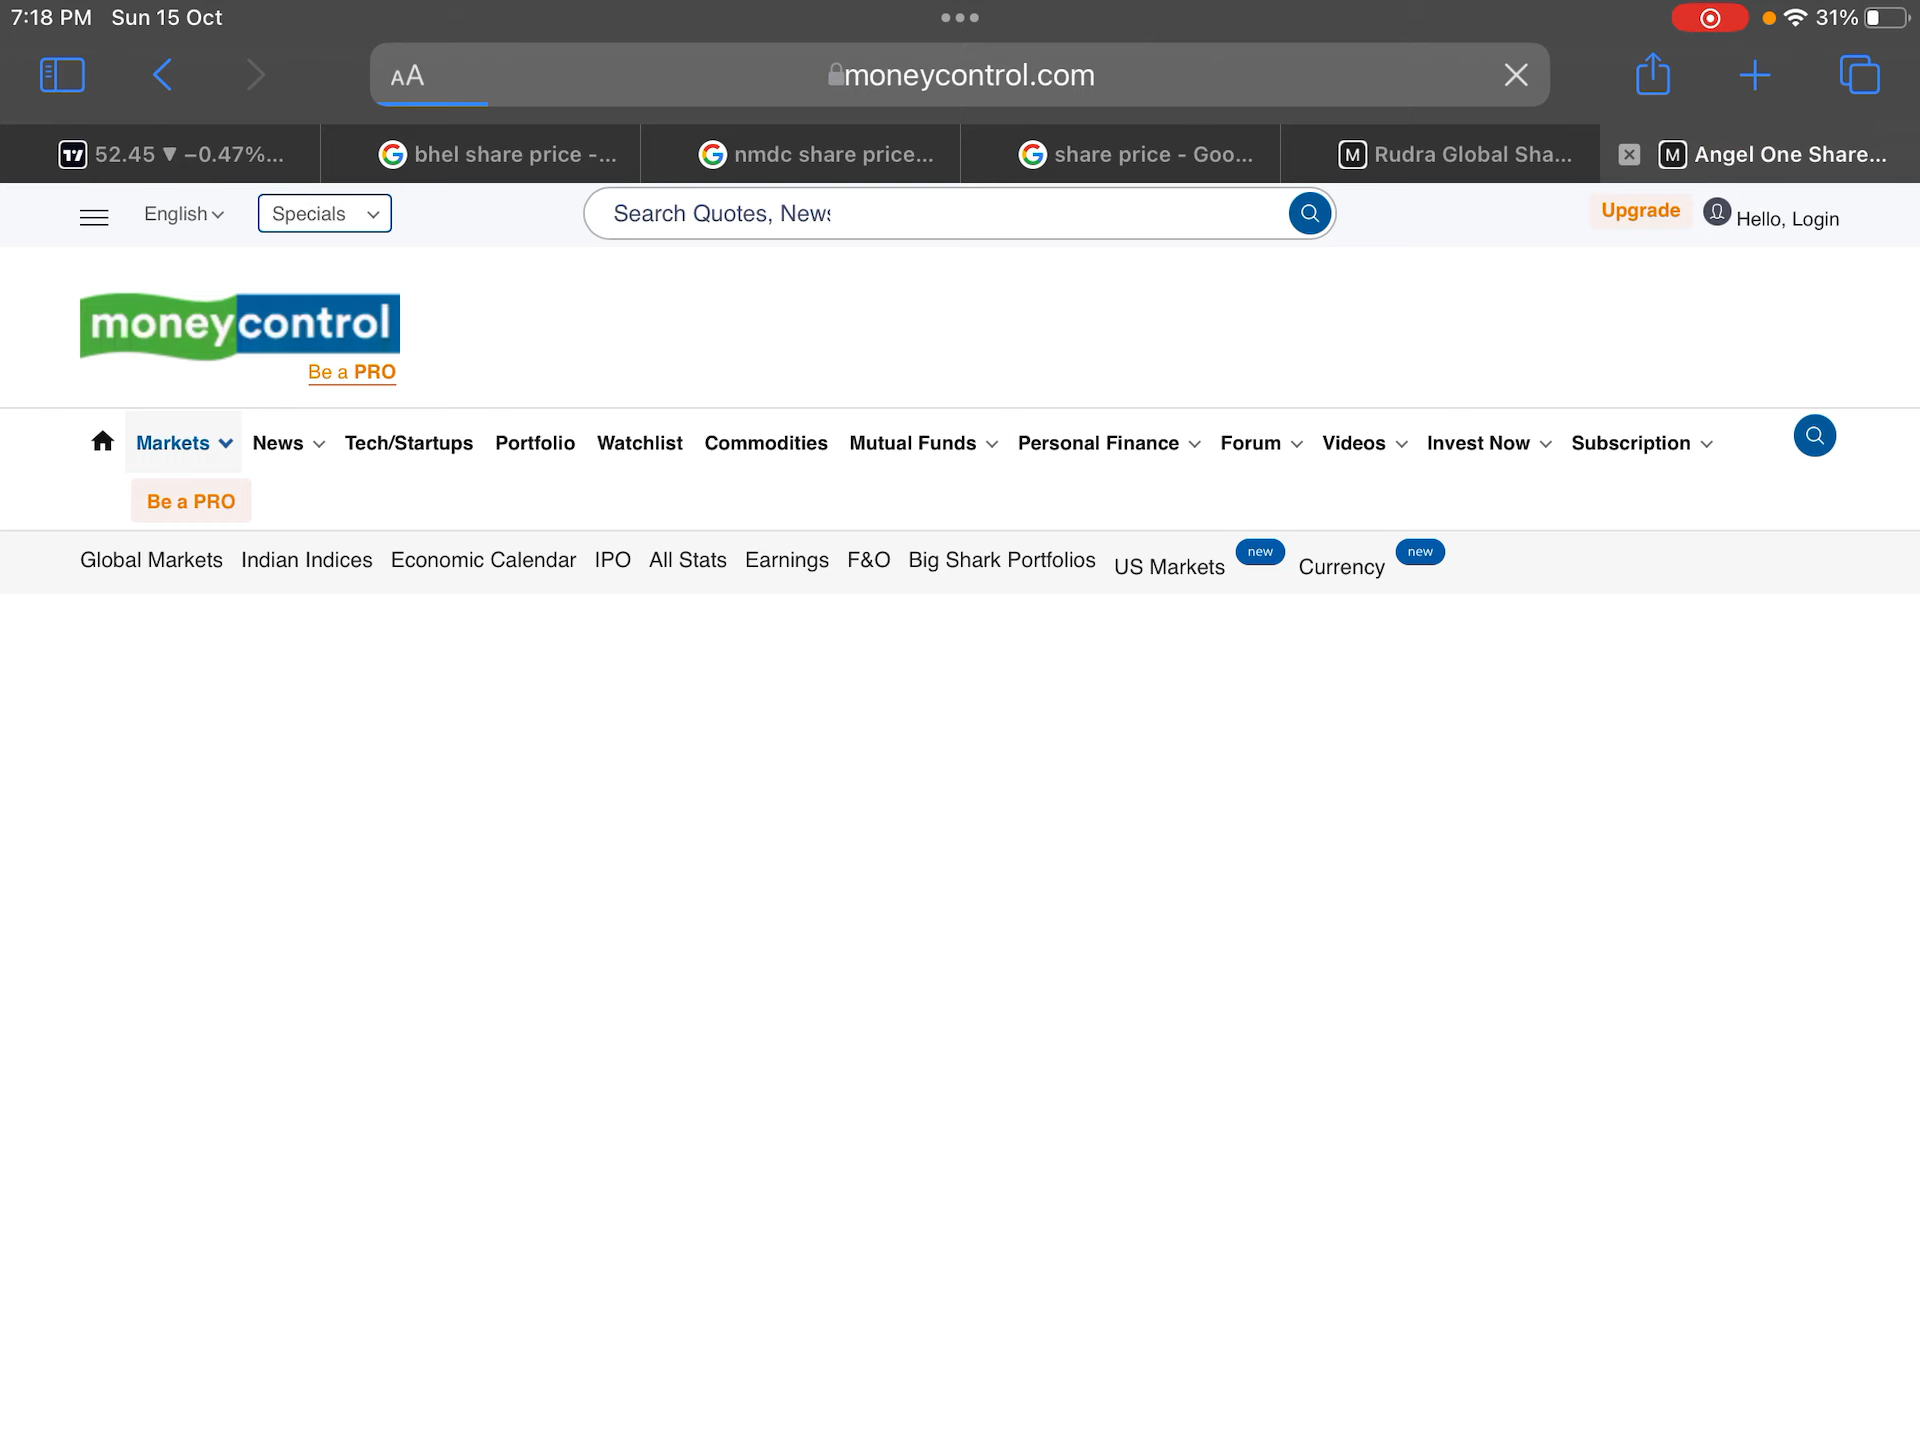 7:18 PM Sun 15 Oct
31%
AA
moneycontrol.com
52.45 ▼ −0.47%...
bhel share price -...
nmdc share price...
share price - Goo...
M Rudra Global Sha...
M Angel One Share...
English
Specials
Search Quotes, News
Upgrade
Hello, Login
moneycontrol
Be a PRO
Markets News Tech/Startups Portfolio Watchlist Commodities Mutual Funds Personal Finance Forum Videos Invest Now Subscription
Be a PRO
Global Markets Indian Indices Economic Calendar IPO All Stats Earnings F&O Big Shark Portfolios US Markets new Currency new